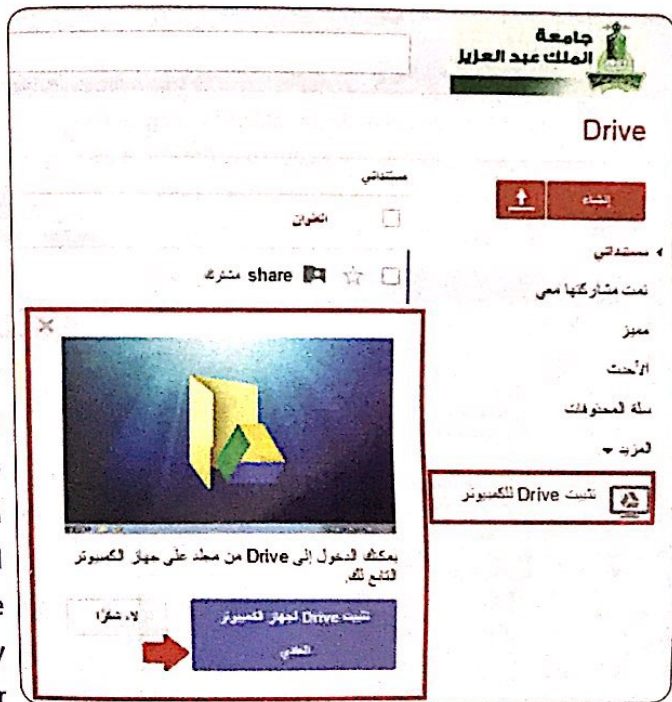 جامعة
الملك عبد العزيز
Drive
إنشاء
مستنداتي
تمت مشاركتها معي
مميز
الأحدث
سلة المحذوفات
المزيد
تثبيت Drive للكمبيوتر
مستنداتي
العنوان
share مشترك
يمكنك الدخول إلى Drive من مجلد على جهاز الكمبيوتر
التابع لك.
تثبيت Drive لجهاز الكمبيوتر
العادي
لا، شكرًا